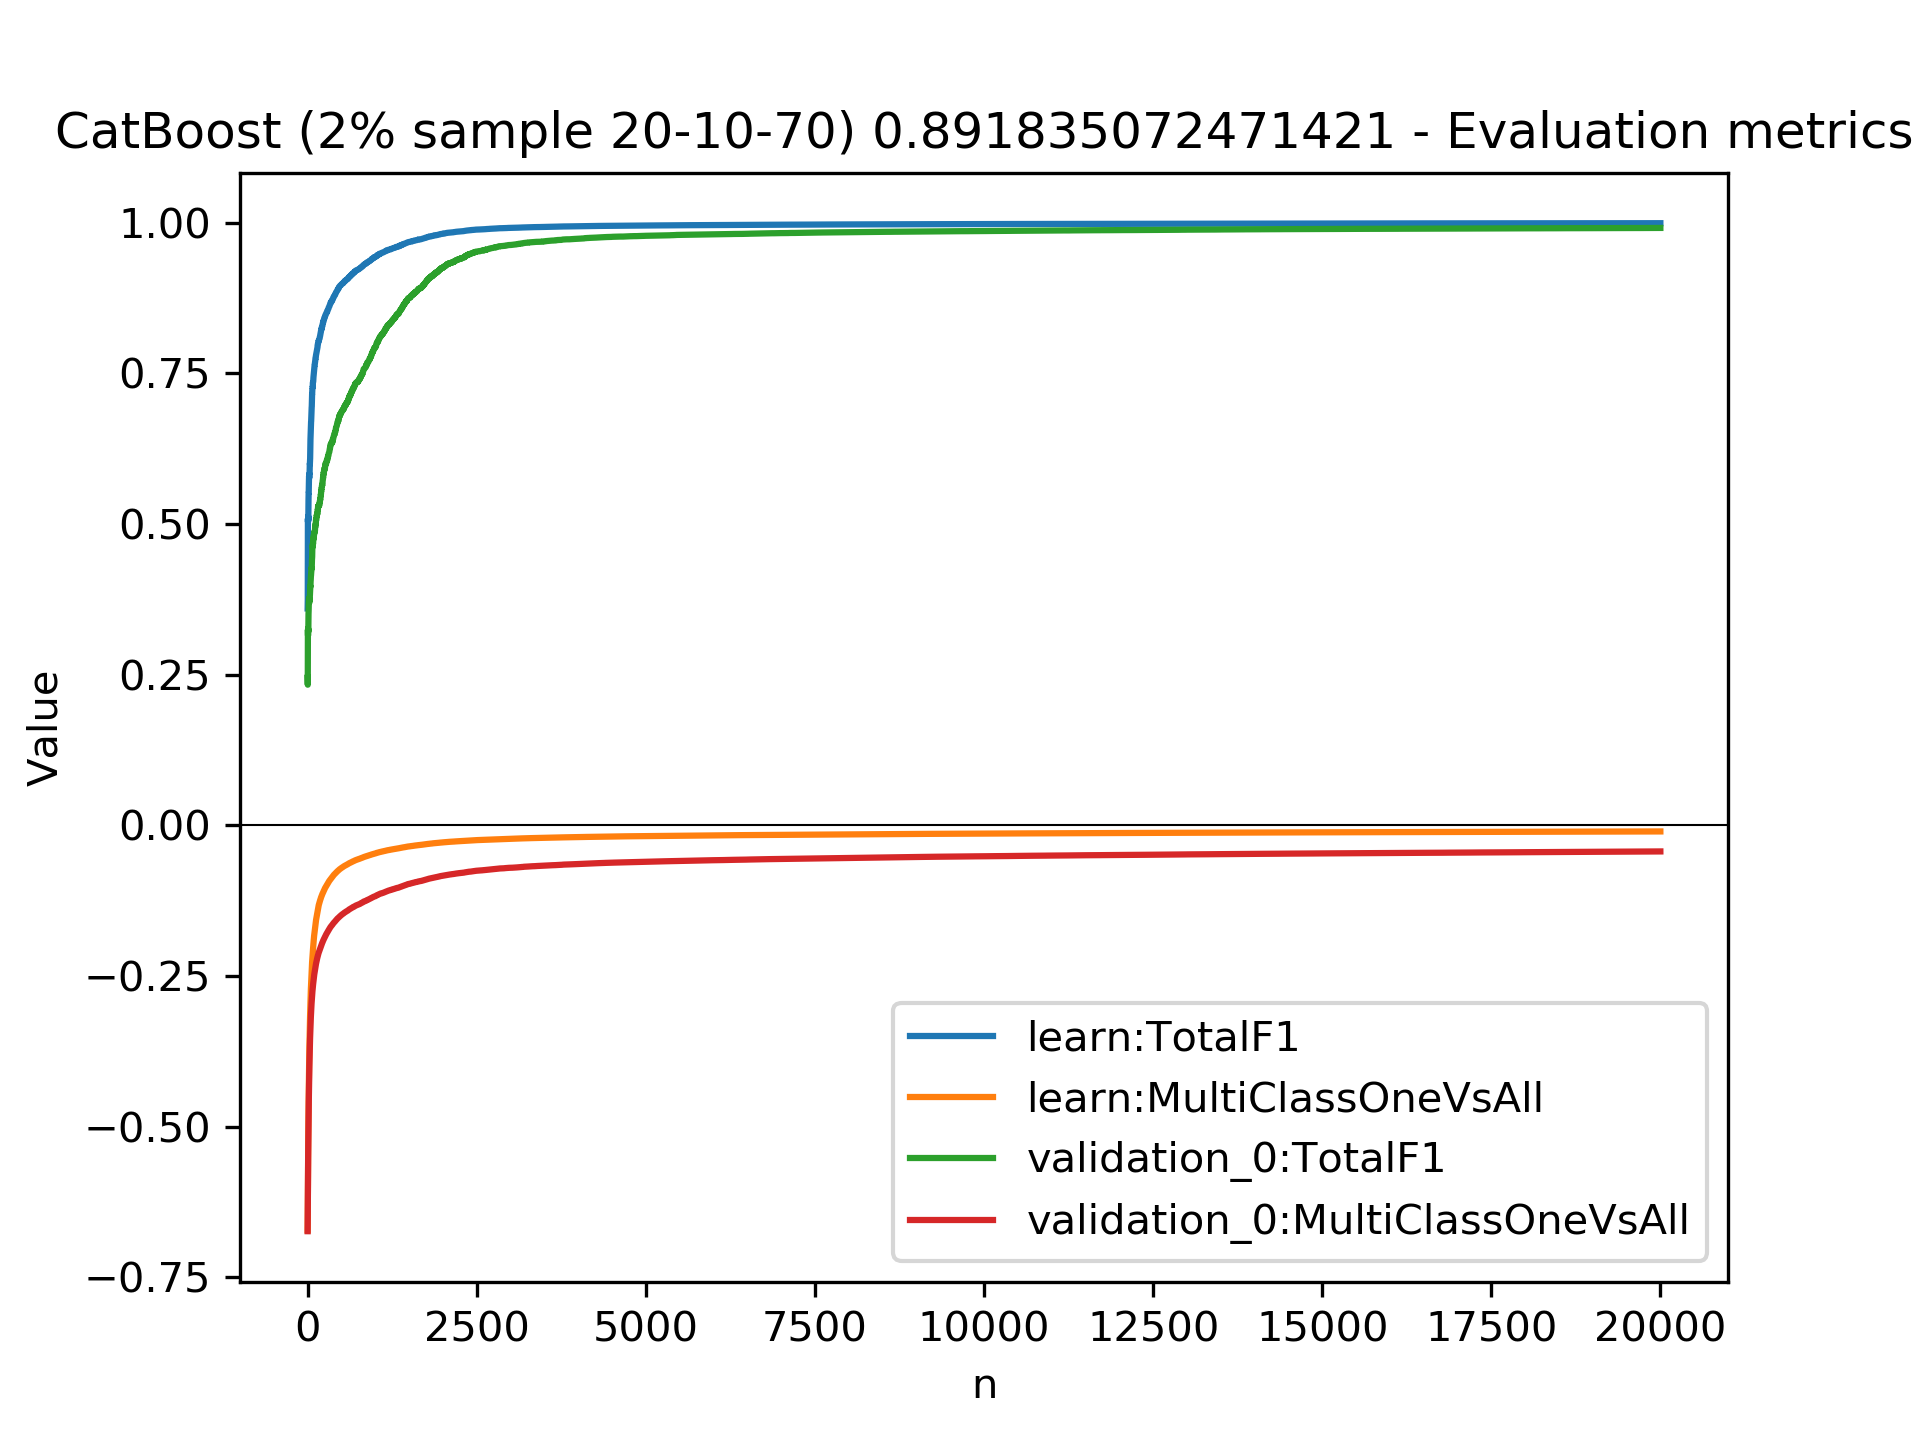 CatBoost (2% sample 20-10-70) 0.891835072471421 - Evaluation metrics
1.00
0.75
0.50
0.25
0.00
−0.25
−0.50
−0.75
Value
learn:TotalF1
learn:MultiClassOneVsAll
validation_0:TotalF1
validation_0:MultiClassOneVsAll
0 2500 5000 7500 10000 12500 15000 17500 20000
n